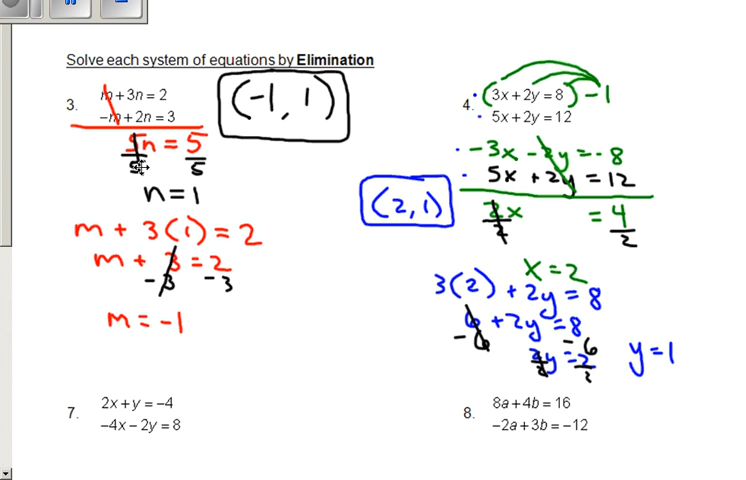 Solve each system of equations by Elimination
3. m + 3n = 2
-m + 2n = 3
5n = 5
5 5
n = 1
m + 3(1) = 2
m + 3 = 2
-3 -3
m = -1
(-1, 1)
4. (3x + 2y = 8) -1
5x + 2y = 12
-3x - 2y = -8
5x + 2y = 12
2x = 4
2 2
x = 2
(2, 1)
3(2) + 2y = 8
6 + 2y = 8
-6 -6
2y = 2
2 2
y = 1
7. 2x + y = -4
-4x - 2y = 8
8. 8a + 4b = 16
-2a + 3b = -12